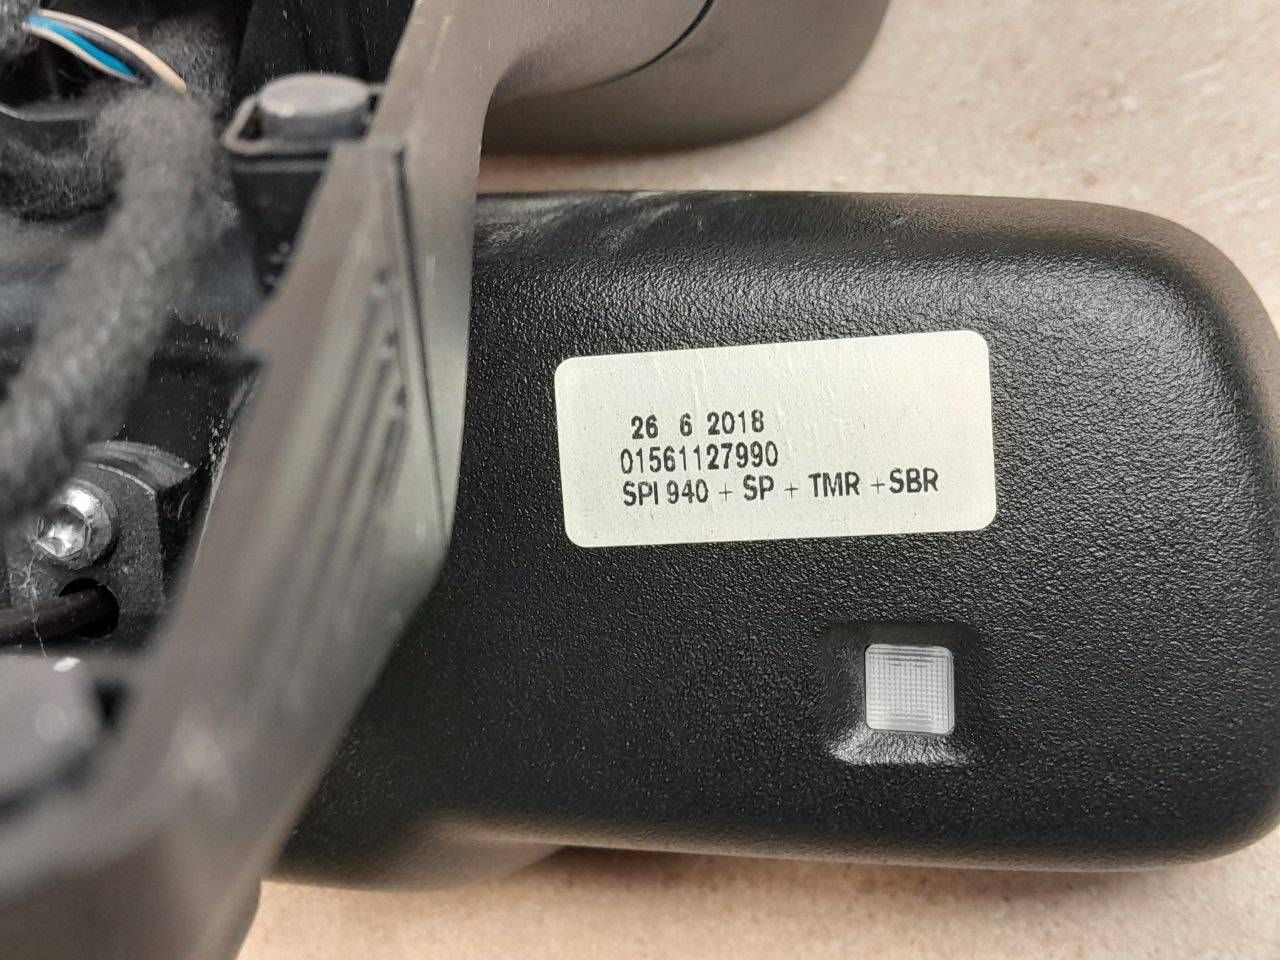 26 6 2018
01561127990
SPI 940 + SP + TMR + SBR